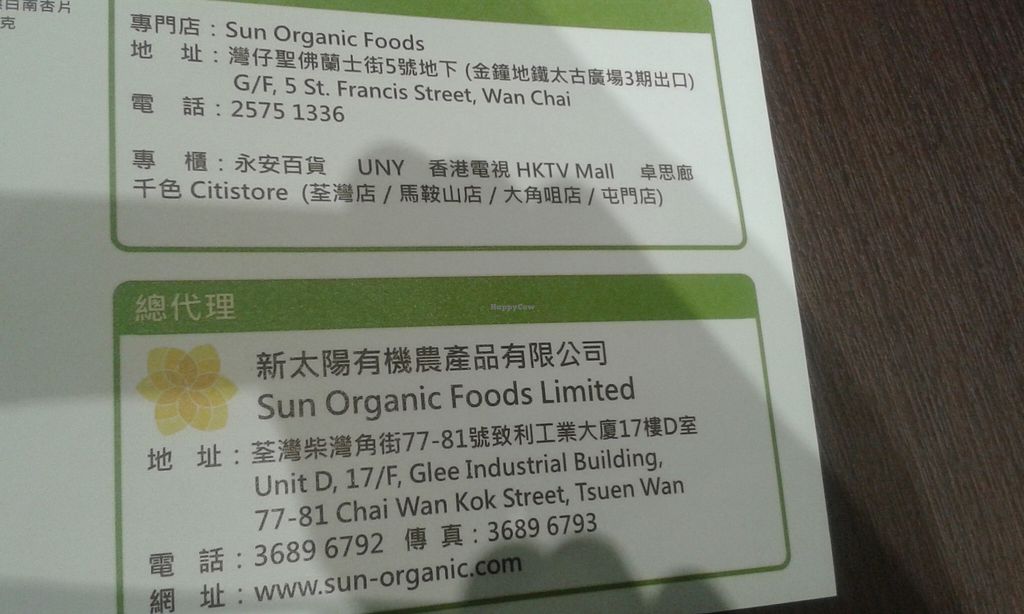 白南杏片
克
專門店：Sun Organic Foods
地　址：灣仔聖佛蘭士街5號地下 (金鐘地鐵太古廣場3期出口)
G/F, 5 St. Francis Street, Wan Chai
電　話：2575 1336
專　櫃：永安百貨　UNY　香港電視 HKTV Mall　卓思廊
千色 Citistore (荃灣店 / 馬鞍山店 / 大角咀店 / 屯門店)
總代理
HappyCow
新太陽有機農產品有限公司
Sun Organic Foods Limited
地　址：荃灣柴灣角街77-81號致利工業大廈17樓D室
Unit D, 17/F, Glee Industrial Building,
77-81 Chai Wan Kok Street, Tsuen Wan
電　話：3689 6792　傳 真：3689 6793
網　址：www.sun-organic.com